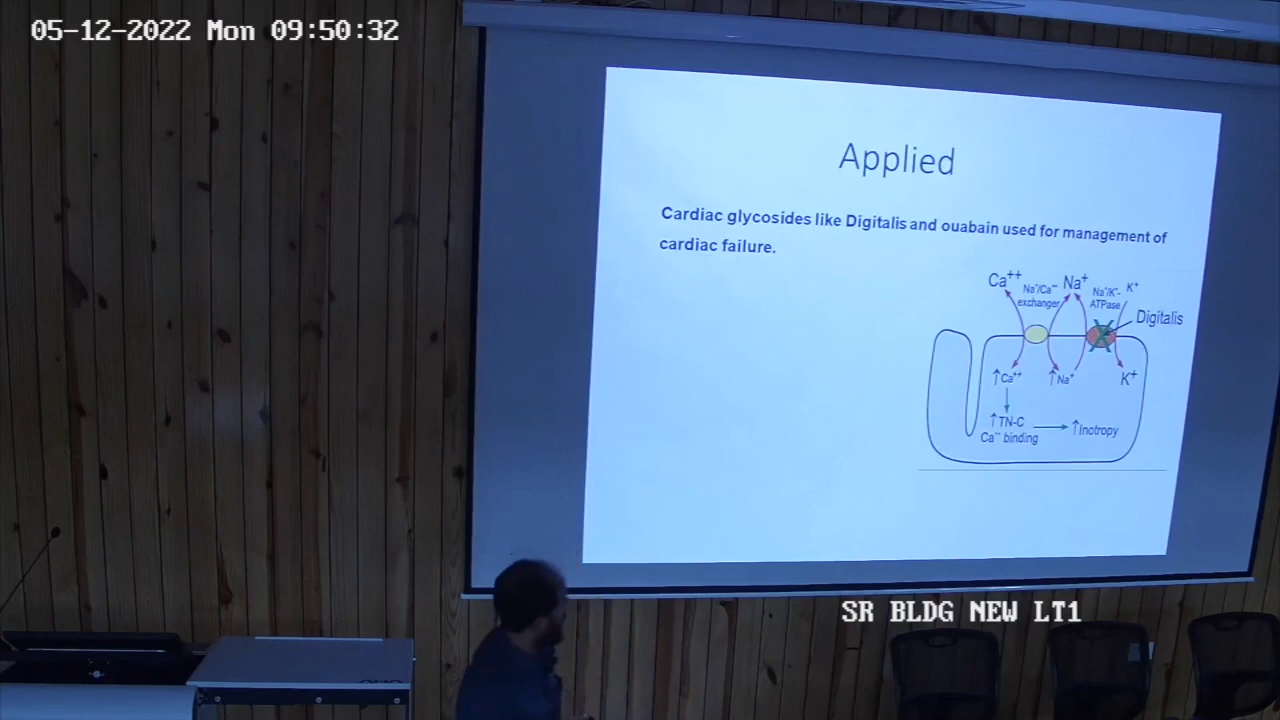 05-12-2022 Mon 09:50:32
Applied
Cardiac glycosides like Digitalis and ouabain used for management of
cardiac failure.
Ca++ Na+ K+
Na+/Ca– exchanger
Na+/K+- ATPase
Digitalis
↑Ca++ ↑Na+ K+
↑TN-C
Ca++ binding
↑Inotropy
SR BLDG NEW LT1